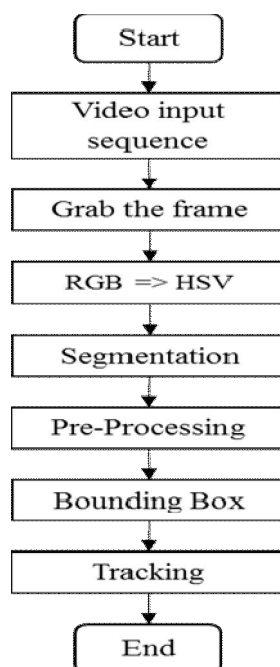 Start
Video input
sequence
Grab the frame
RGB => HSV
Segmentation
Pre-Processing
Bounding Box
Tracking
End